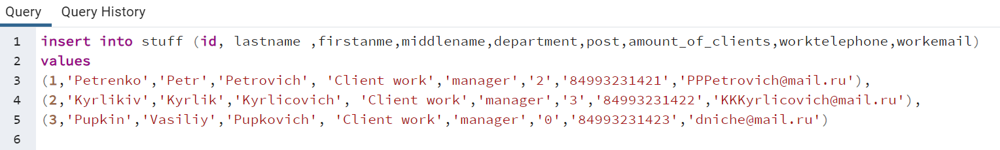 Query Query History
1 insert into stuff (id, lastname ,firstanme,middlename,department,post,amount_of_clients,worktelephone,workemail)
2 values
3 (1,'Petrenko','Petr','Petrovich', 'Client work','manager','2','84993231421','PPPetrovich@mail.ru'),
4 (2,'Kyrlikiv','Kyrlik','Kyrlicovich', 'Client work','manager','3','84993231422','KKKyrlicovich@mail.ru'),
5 (3,'Pupkin','Vasiliy','Pupkovich', 'Client work','manager','0','84993231423','dniche@mail.ru')
6